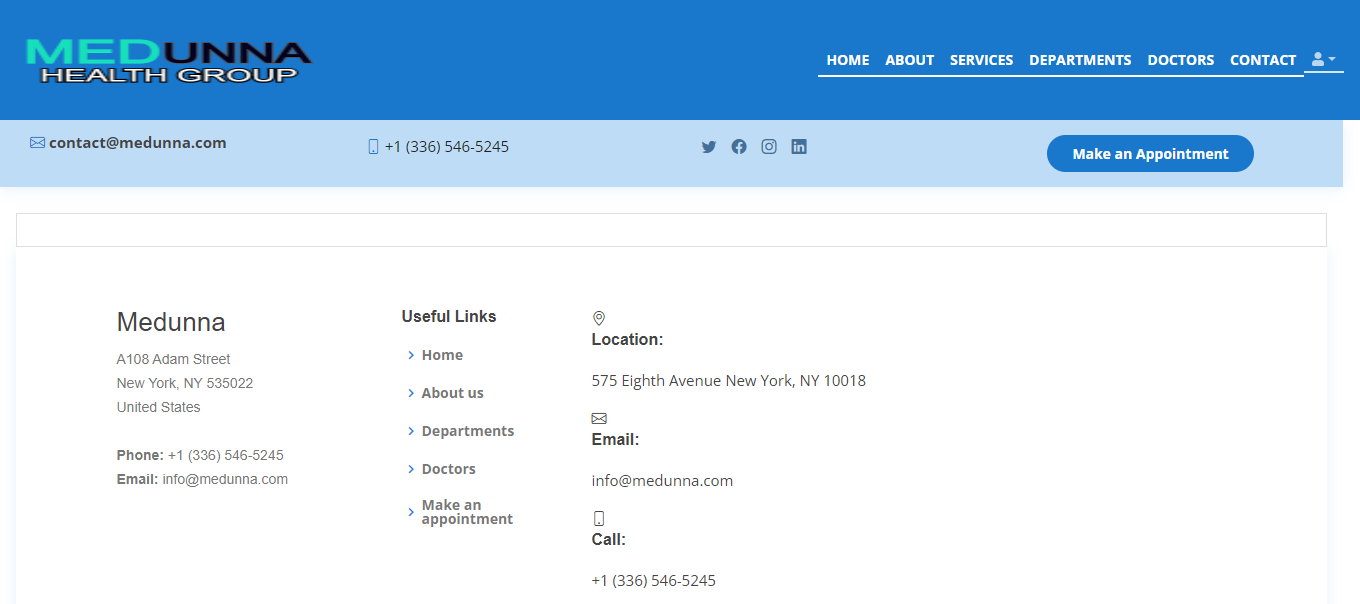 MEDUNNA
HEALTH GROUP
HOME ABOUT SERVICES DEPARTMENTS DOCTORS CONTACT
contact@medunna.com
+1 (336) 546-5245
Make an Appointment
Medunna
A108 Adam Street
New York, NY 535022
United States
Phone: +1 (336) 546-5245
Email: info@medunna.com
Useful Links
Home
About us
Departments
Doctors
Make an
appointment
Location:
575 Eighth Avenue New York, NY 10018
Email:
info@medunna.com
Call:
+1 (336) 546-5245